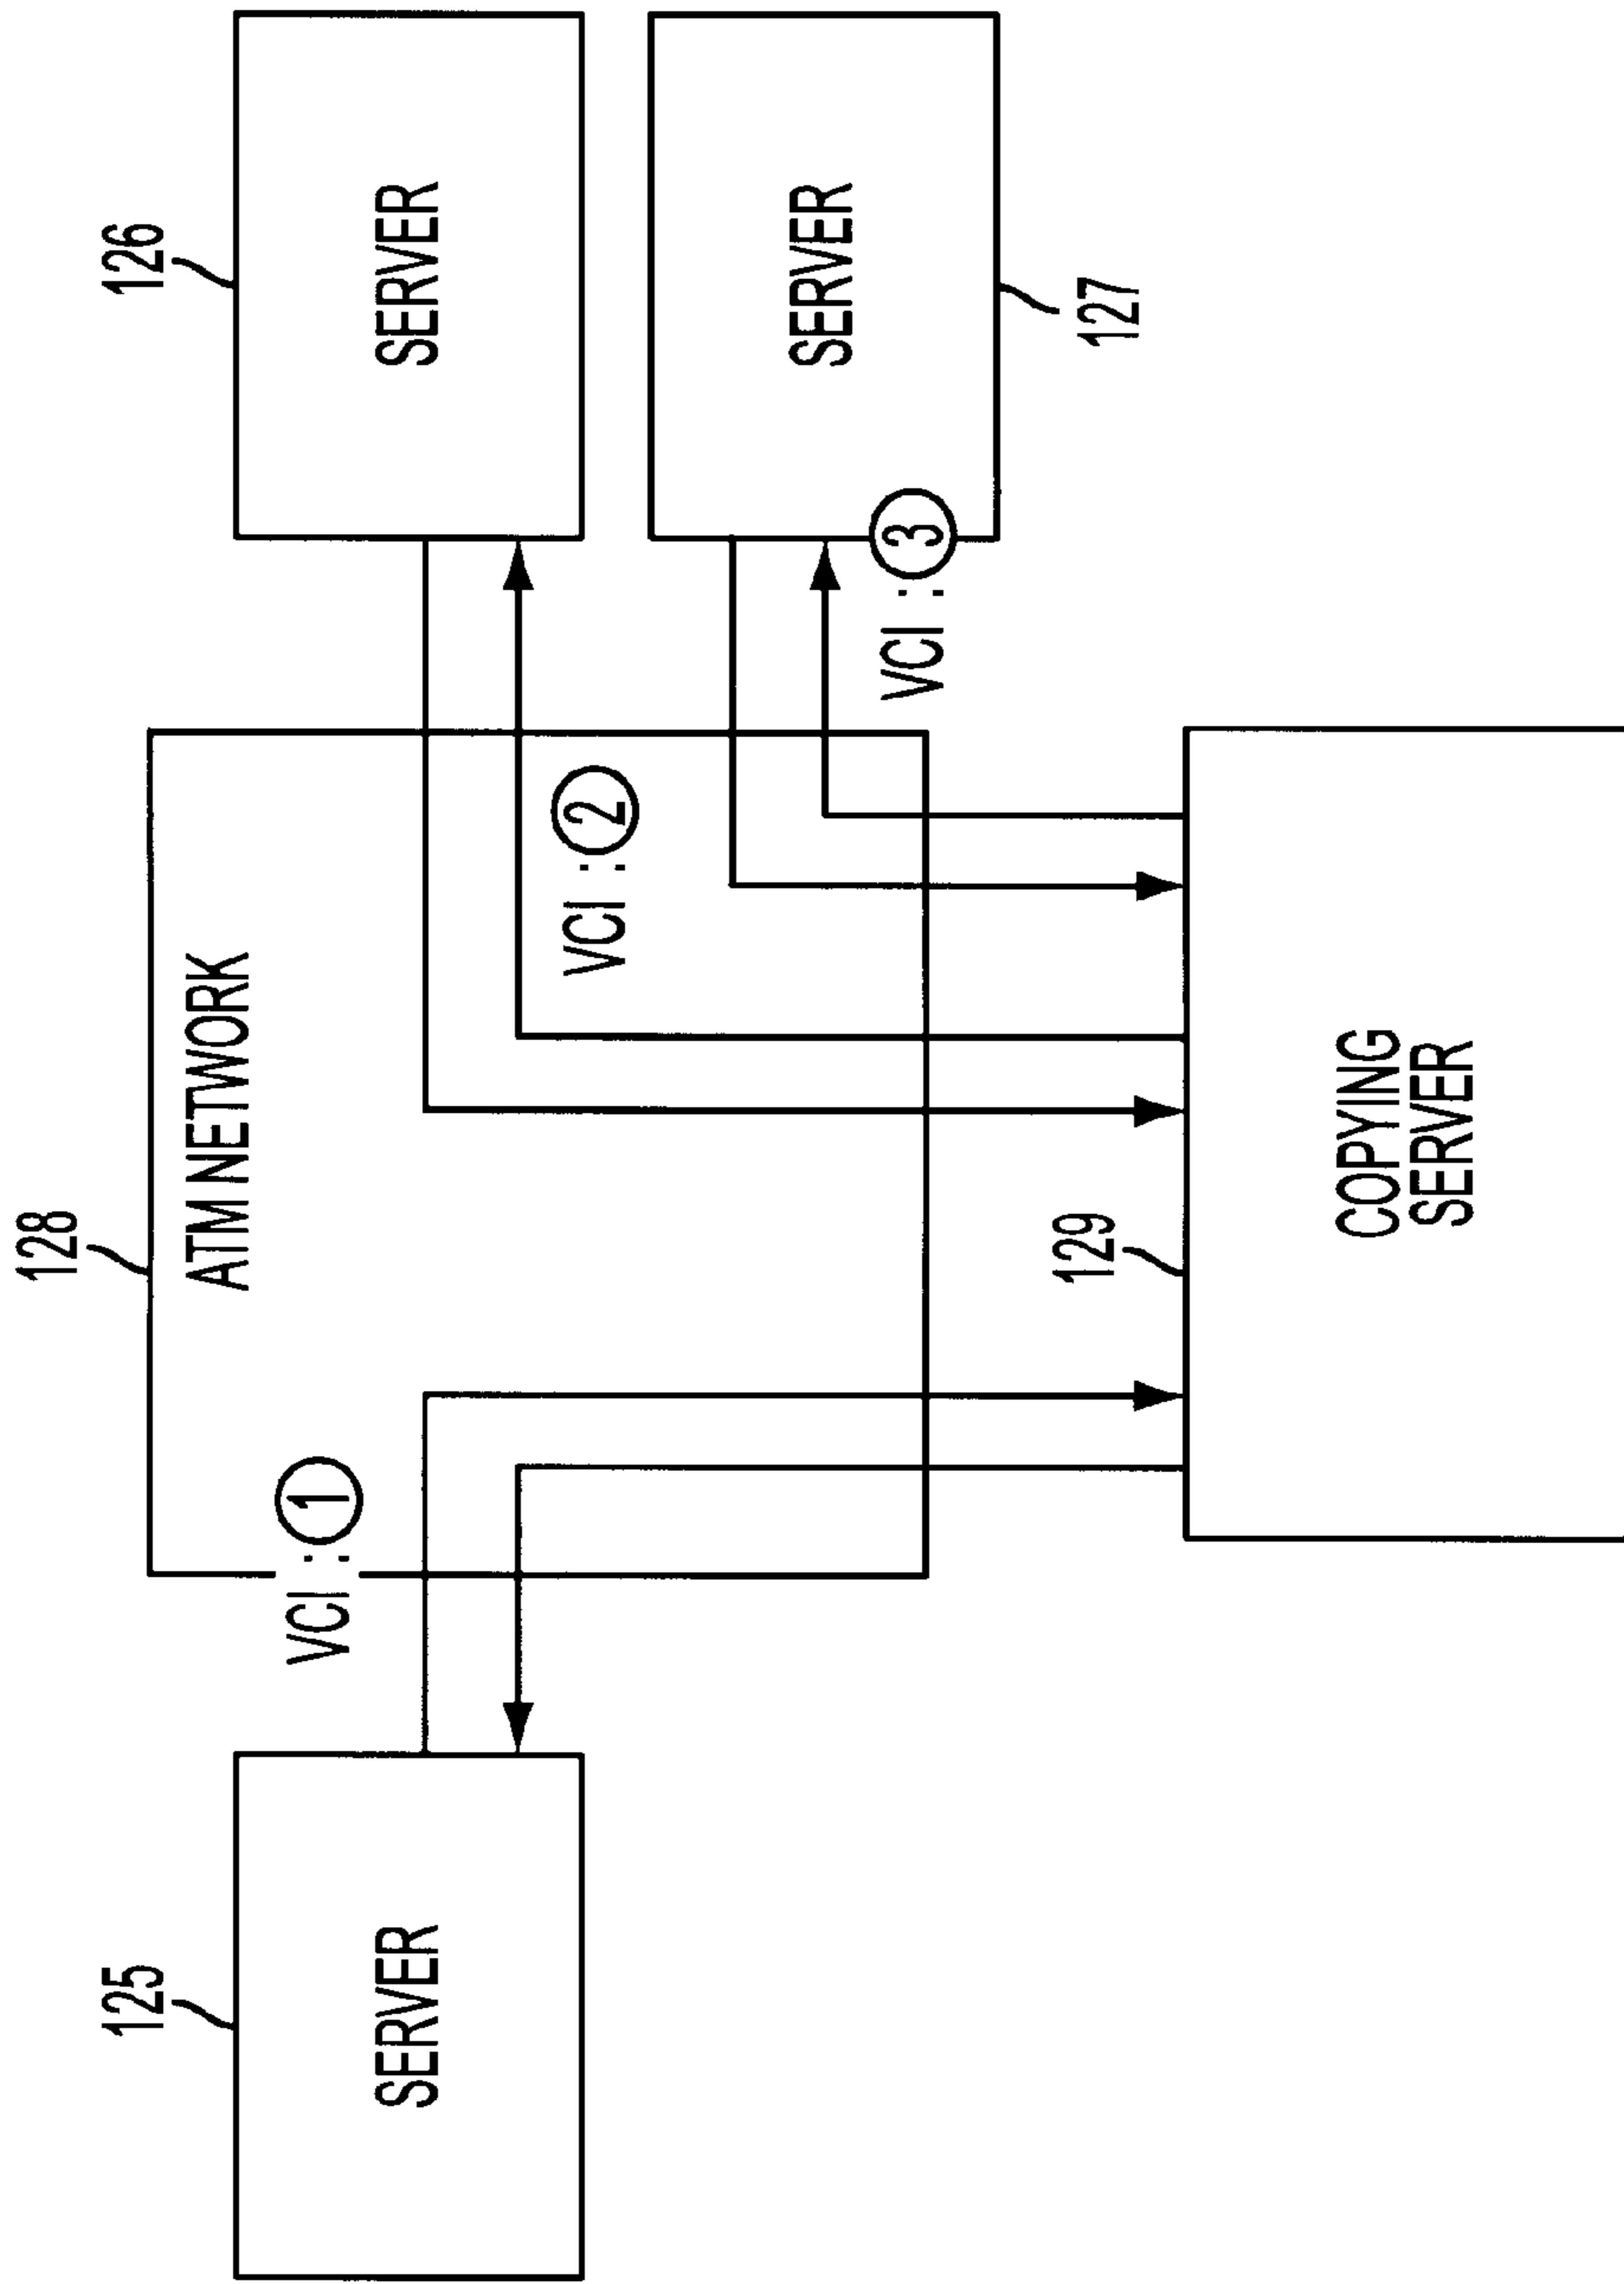 128
ATM NETWORK
125
SERVER
VCI : ①
126
SERVER
VCI : ②
SERVER
VCI : ③
127
129
COPYING
SERVER